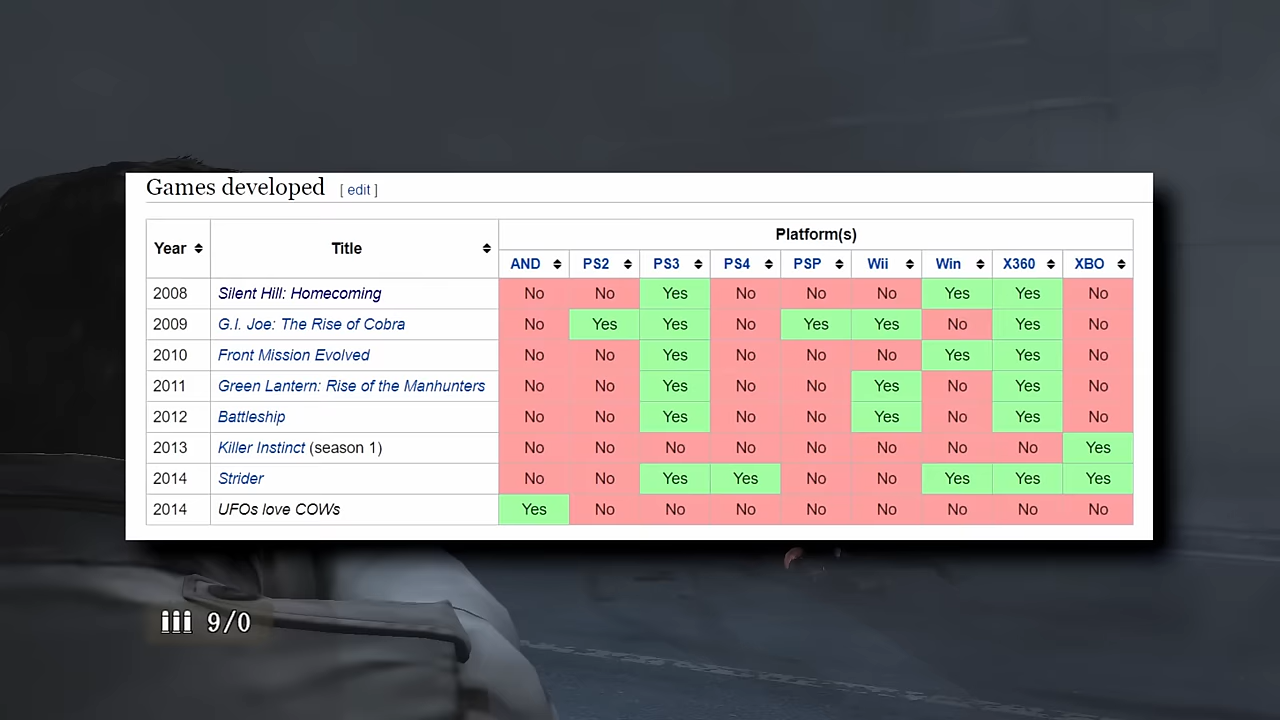 Games developed [ edit ]
Year Title Platform(s)
AND PS2 PS3 PS4 PSP Wii Win X360 XBO
2008 Silent Hill: Homecoming No No Yes No No No Yes Yes No
2009 G.I. Joe: The Rise of Cobra No Yes Yes No Yes Yes No Yes No
2010 Front Mission Evolved No No Yes No No No Yes Yes No
2011 Green Lantern: Rise of the Manhunters No No Yes No No Yes No Yes No
2012 Battleship No No Yes No No Yes No Yes No
2013 Killer Instinct (season 1) No No No No No No No No Yes
2014 Strider No No Yes Yes No No Yes Yes Yes
2014 UFOs love COWs Yes No No No No No No No No
9/0